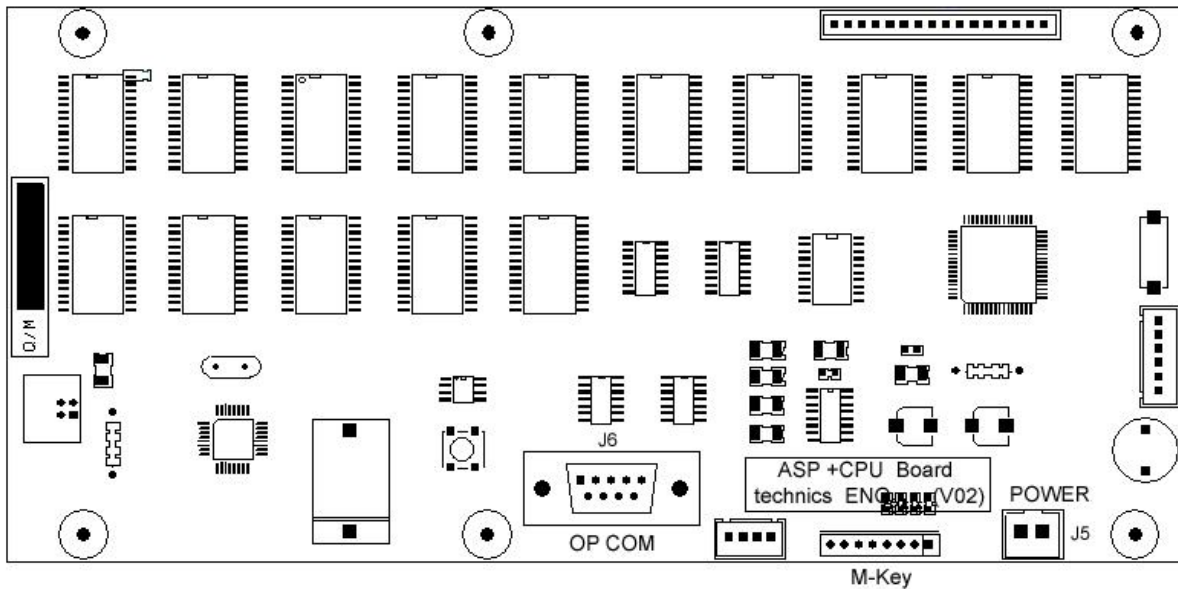 Q/M
J6
ASP +CPU Board
technics ENG (V02)
POWER
J5
OP COM
M-Key